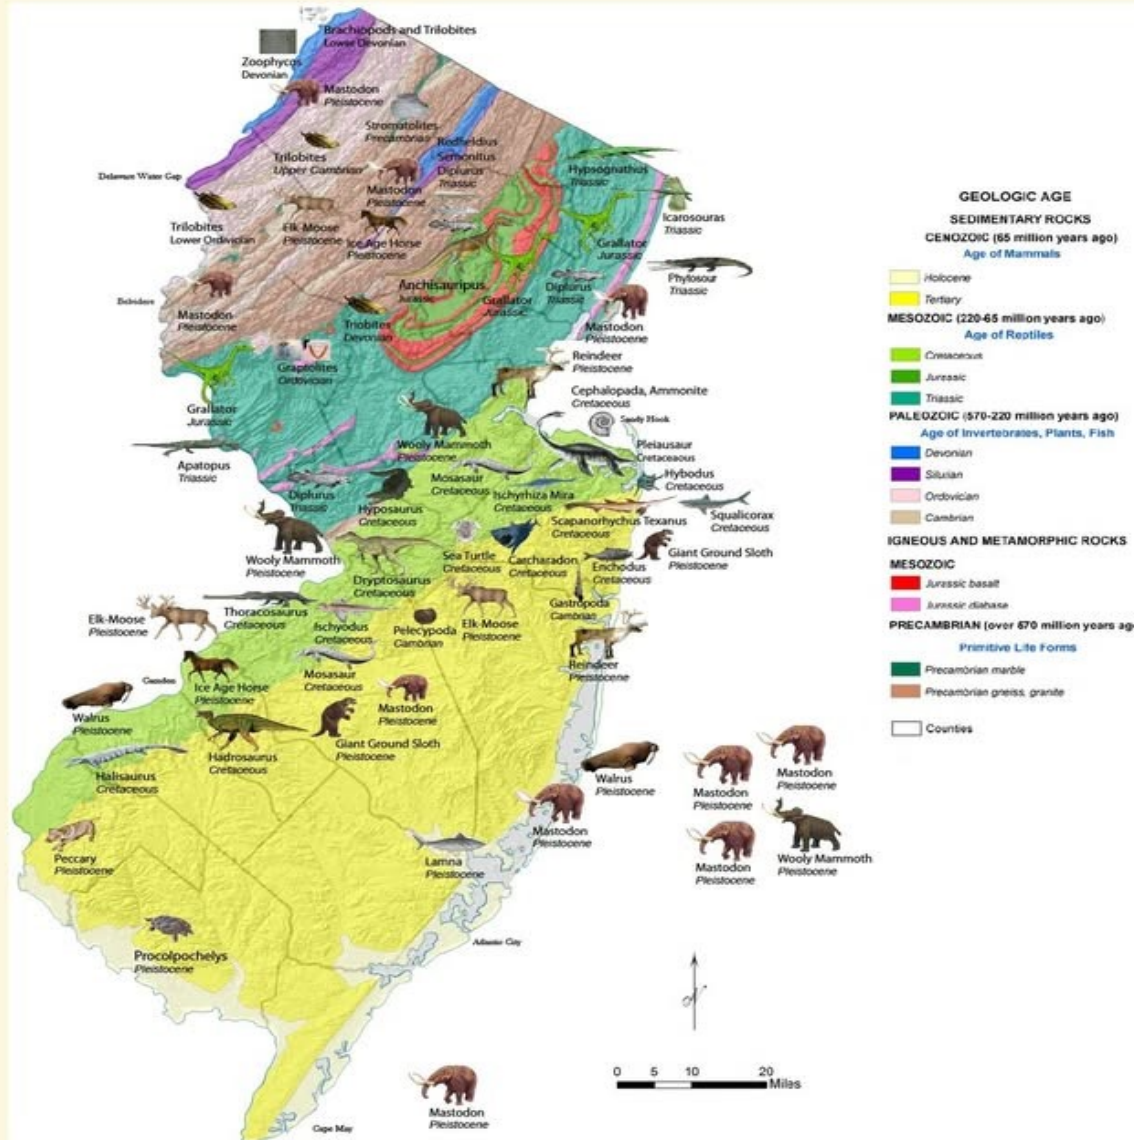 Brachiopods and Trilobites
Lower Devonian
Zoophycos
Devonian
Mastodon
Pleistocene
Stromatolites
Precambrian
Redfieldius
Semonitus
Diplurus
Triassic
Trilobites
Upper Cambrian
Hypsognathus
Triassic
Delaware Water Gap
Mastodon
Pleistocene
Icarosouras
Triassic
Trilobites
Lower Ordivician
Elk-Moose
Pleistocene
Ice Age Horse
Pleistocene
Grallator
Jurassic
Phylosour
Triassic
Anchisauripus
Jurassic
Grallator
Jurassic
Diplurus
Triassic
Belvidere
Mastodon
Pleistocene
Triobites
Devonian
Mastodon
Pleistocene
Graptolites
Ordovician
Reindeer
Pleistocene
Grallator
Jurassic
Cephalopada, Ammonite
Cretaceous
Sandy Hook
Wooly Mammoth
Pleistocene
Pleiausaur
Cretaceaous
Apatopus
Triassic
Mosasaur
Cretaceous
Hybodus
Cretaceous
Diplurus
Triassic
Hyposaurus
Cretaceous
Ischyrhiza Mira
Cretaceous
Squalicorax
Cretaceous
Scapanorhychus Texanus
Cretaceous
Wooly Mammoth
Pleistocene
Sea Turtle
Cretaceous
Carcharadon
Cretaceous
Enchodus
Cretaceous
Giant Ground Sloth
Pleistocene
Dryptosaurus
Cretaceous
Elk-Moose
Pleistocene
Thoracosaurus
Cretaceous
Ischyodus
Cretaceous
Pelecypoda
Cambrian
Elk-Moose
Pleistocene
Gastropoda
Cambrian
Reindeer
Pleistocene
Camden
Ice Age Horse
Pleistocene
Mosasaur
Cretaceous
Mastodon
Pleistocene
Walrus
Pleistocene
Giant Ground Sloth
Pleistocene
Hadrosaurus
Cretaceous
Halisaurus
Cretaceous
Walrus
Pleistocene
Mastodon
Pleistocene
Mastodon
Pleistocene
Mastodon
Pleistocene
Peccary
Pleistocene
Lamna
Pleistocene
Mastodon
Pleistocene
Wooly Mammoth
Pleistocene
Atlantic City
Procolpochelys
Pleistocene
N
0 5 10 20
Miles
Mastodon
Pleistocene
Cape May
GEOLOGIC AGE
SEDIMENTARY ROCKS
CENOZOIC (65 million years ago)
Age of Mammals
Holocene
Tertiary
MESOZOIC (220-65 million years ago)
Age of Reptiles
Cretaceous
Jurassic
Triassic
PALEOZOIC (570-220 million years ago)
Age of Invertebrates, Plants, Fish
Devonian
Silurian
Ordovician
Cambrian
IGNEOUS AND METAMORPHIC ROCKS
MESOZOIC
Jurassic basalt
Jurassic diabase
PRECAMBRIAN (over 570 million years ag
Primitive Life Forms
Precambrian marble
Precambrian gneiss, granite
Counties